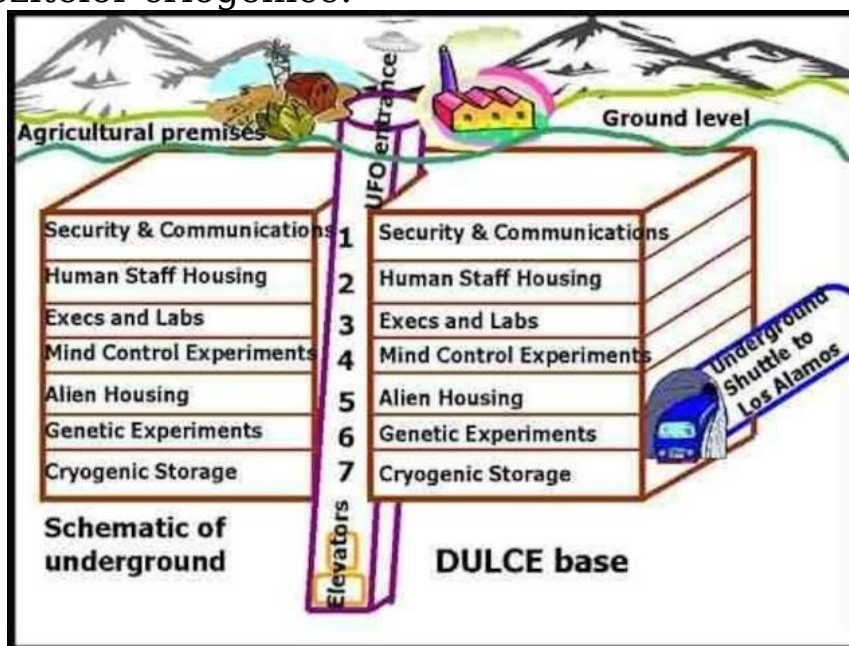 Agricultural premises
UFO entrance
Ground level
Security & Communications
Human Staff Housing
Execs and Labs
Mind Control Experiments
Alien Housing
Genetic Experiments
Cryogenic Storage
1
2
3
4
5
6
7
Elevators
Security & Communications
Human Staff Housing
Execs and Labs
Mind Control Experiments
Alien Housing
Genetic Experiments
Cryogenic Storage
Underground
Shuttle to
Los Alamos
Schematic of
underground
DULCE base